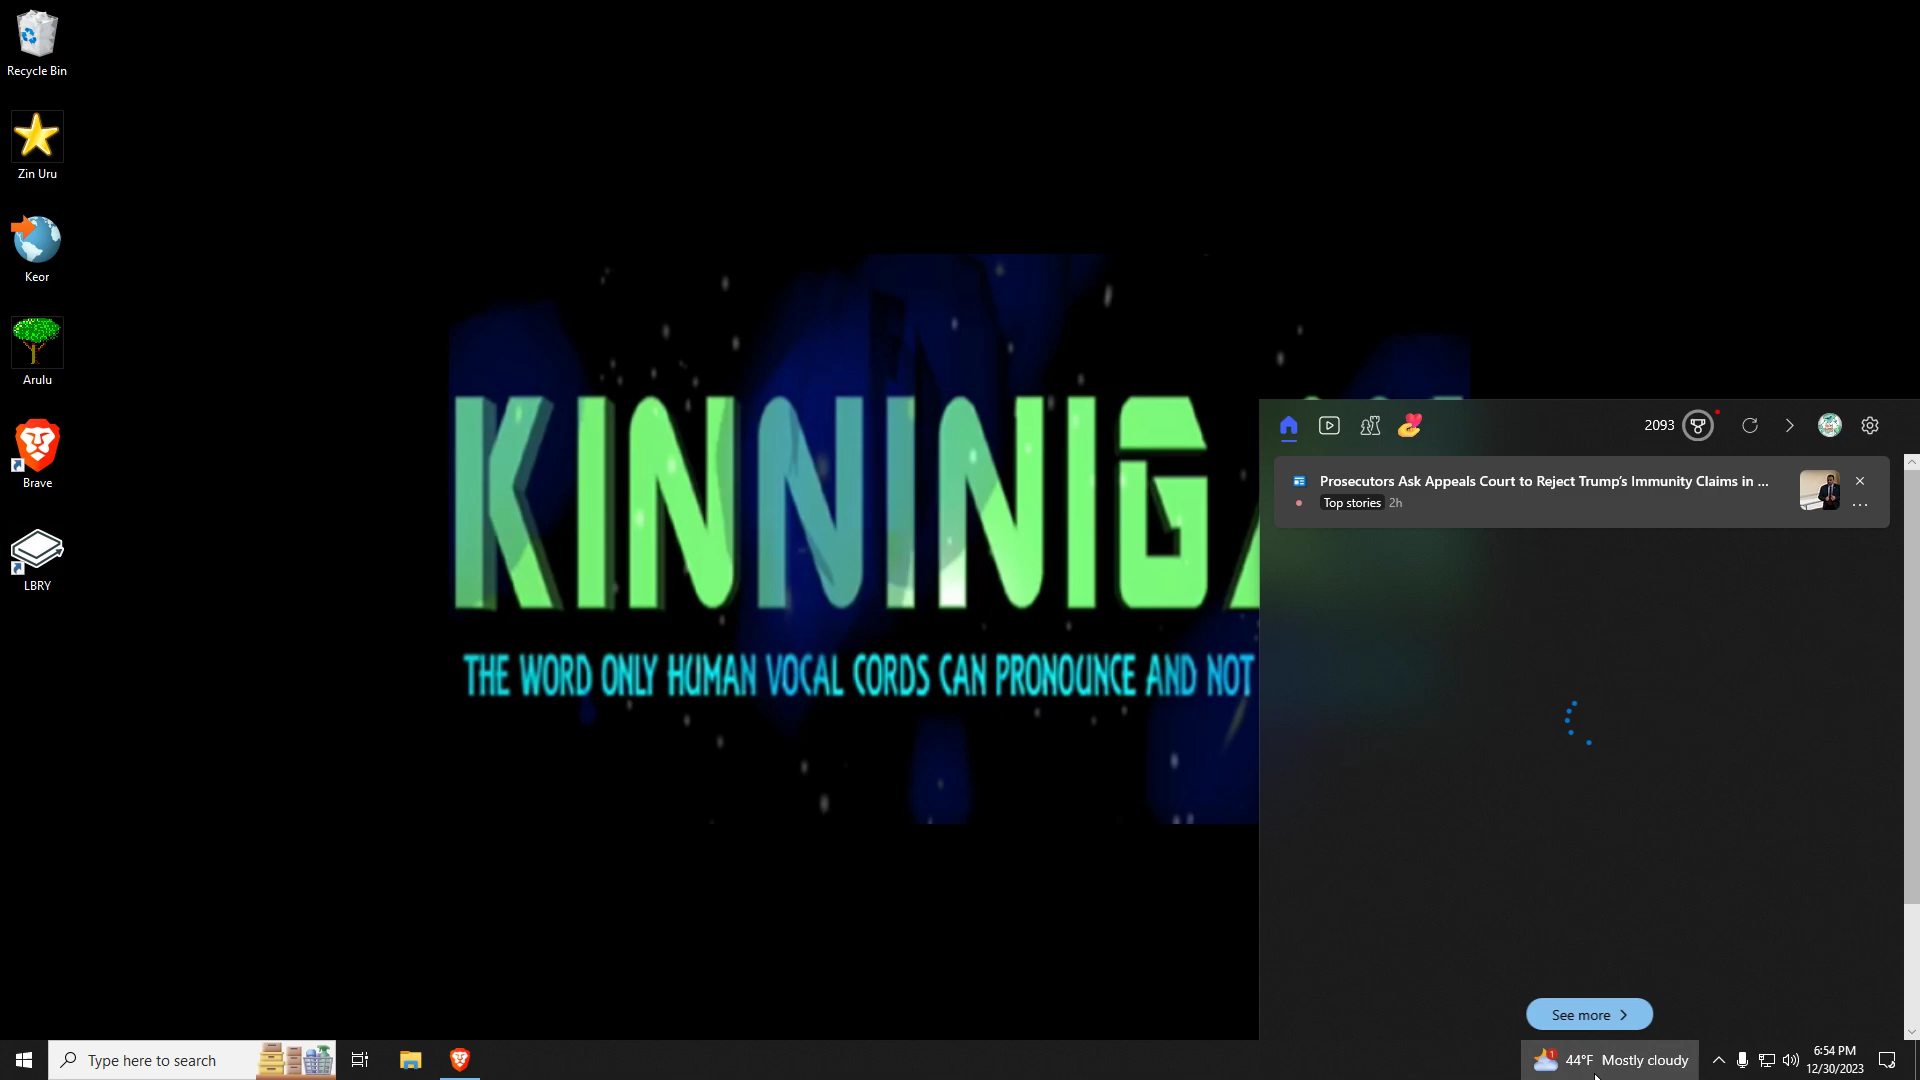 Recycle Bin
Zin Uru
Keor
Arulu
Brave
LBRY
KINNINIGA
THE WORD ONLY HUMAN VOCAL CORDS CAN PRONOUNCE AND NOT
2093
Prosecutors Ask Appeals Court to Reject Trump's Immunity Claims in ...
Top stories 2h
See more
Type here to search
1
44°F Mostly cloudy
6:54 PM
12/30/2023